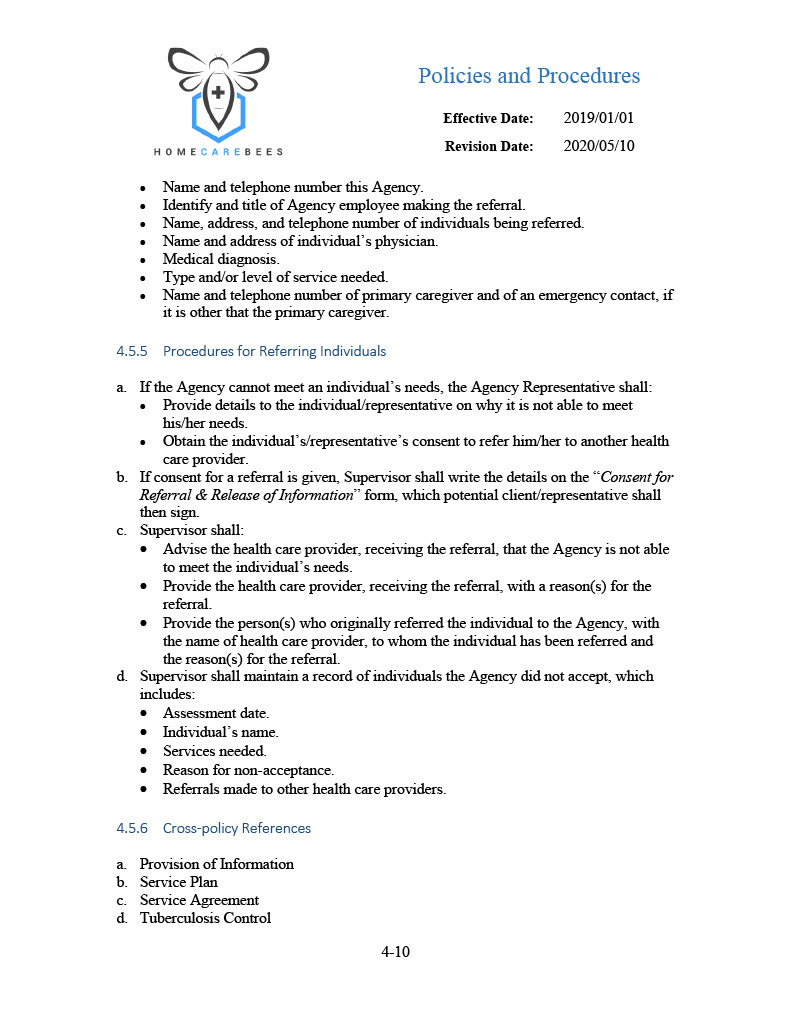 Policies and Procedures
Effective Date: 2019/01/01
Revision Date: 2020/05/10
HOMECAREBEES
• Name and telephone number this Agency.
• Identify and title of Agency employee making the referral.
• Name, address, and telephone number of individuals being referred.
• Name and address of individual's physician.
• Medical diagnosis.
• Type and/or level of service needed.
• Name and telephone number of primary caregiver and of an emergency contact, if
it is other that the primary caregiver.
4.5.5 Procedures for Referring Individuals
a. If the Agency cannot meet an individual's needs, the Agency Representative shall:
• Provide details to the individual/representative on why it is not able to meet
his/her needs.
• Obtain the individual's/representative's consent to refer him/her to another health
care provider.
b. If consent for a referral is given, Supervisor shall write the details on the “Consent for
Referral & Release of Information” form, which potential client/representative shall
then sign.
c. Supervisor shall:
• Advise the health care provider, receiving the referral, that the Agency is not able
to meet the individual's needs.
• Provide the health care provider, receiving the referral, with a reason(s) for the
referral.
• Provide the person(s) who originally referred the individual to the Agency, with
the name of health care provider, to whom the individual has been referred and
the reason(s) for the referral.
d. Supervisor shall maintain a record of individuals the Agency did not accept, which
includes:
• Assessment date.
• Individual's name.
• Services needed.
• Reason for non-acceptance.
• Referrals made to other health care providers.
4.5.6 Cross-policy References
a. Provision of Information
b. Service Plan
c. Service Agreement
d. Tuberculosis Control
4-10